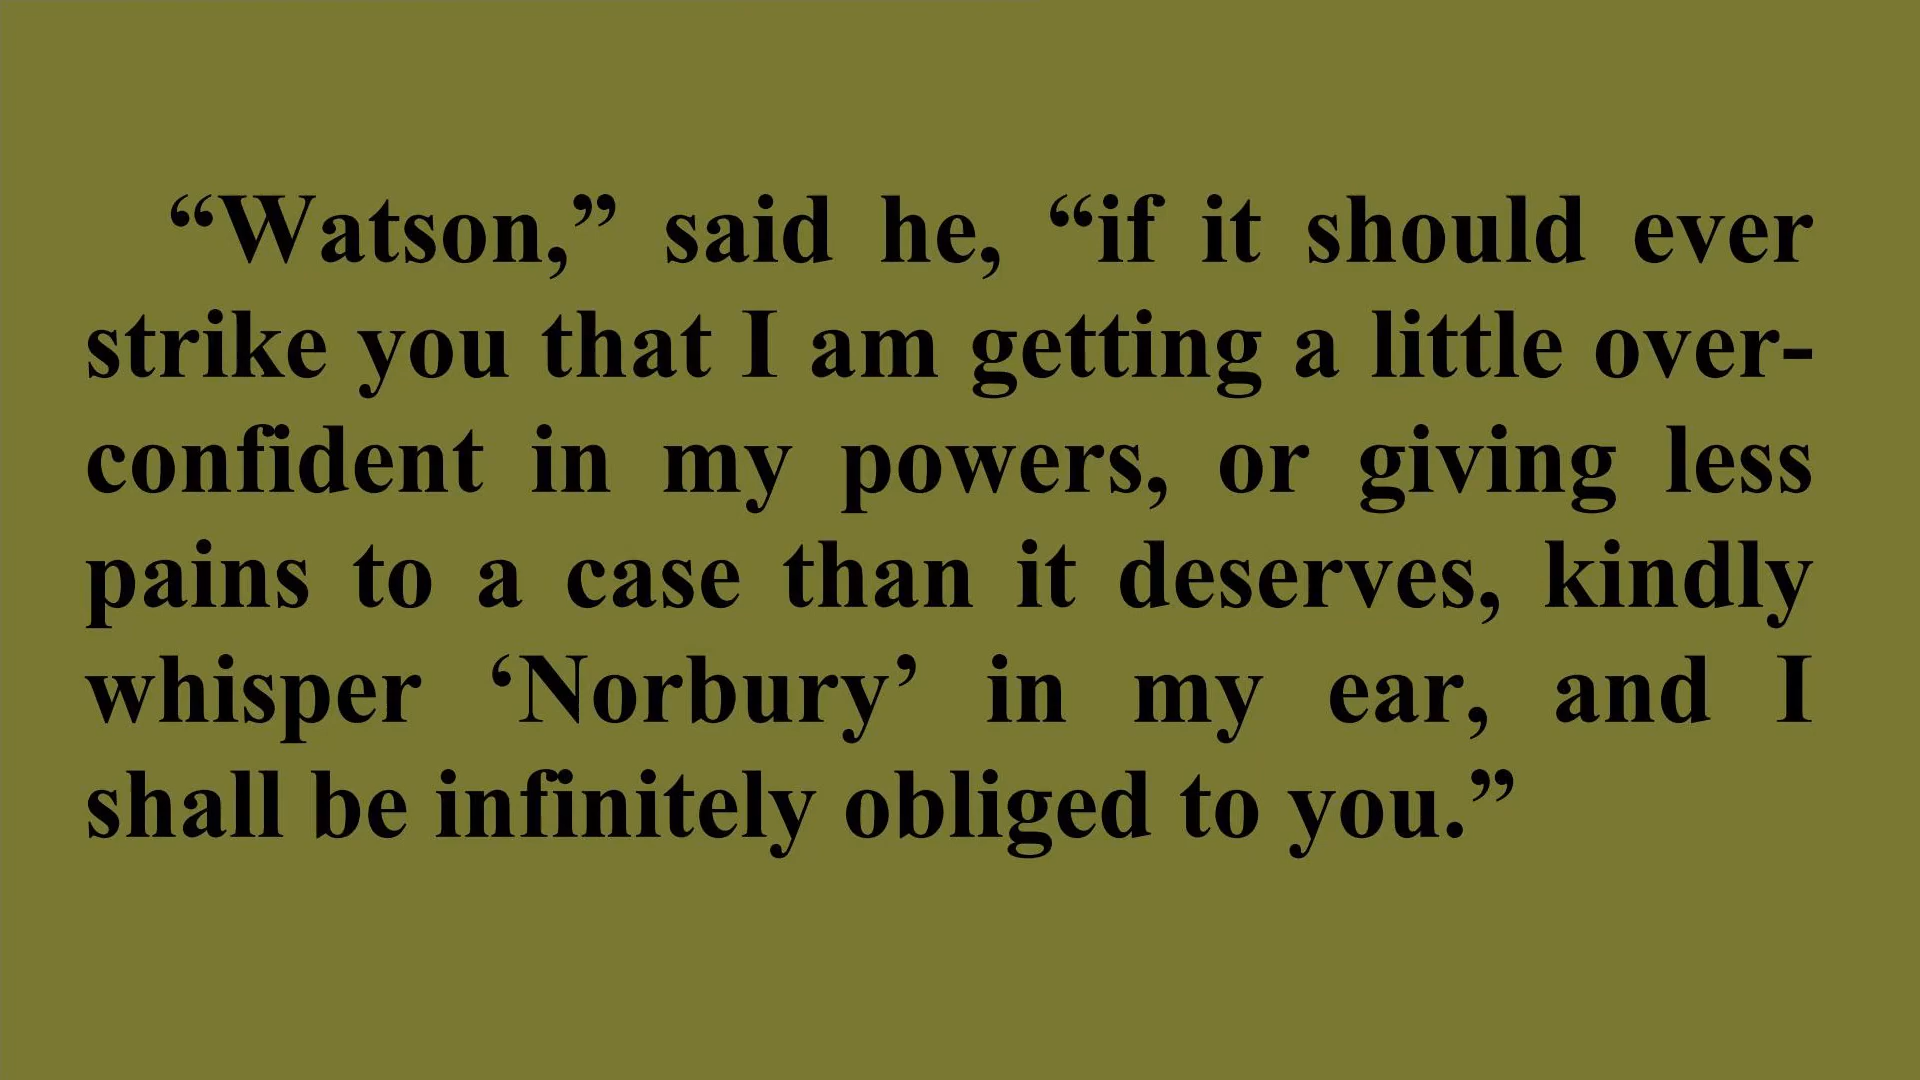 “Watson,” said he, “if it should ever
strike you that I am getting a little over-
confident in my powers, or giving less
pains to a case than it deserves, kindly
whisper ‘Norbury’ in my ear, and I
shall be infinitely obliged to you.”